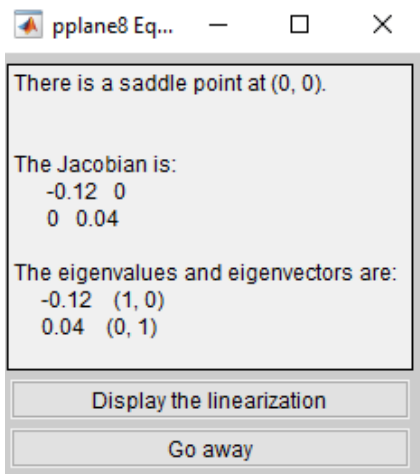 pplane8 Eq...
There is a saddle point at (0, 0).
The Jacobian is:
-0.12 0
0 0.04
The eigenvalues and eigenvectors are:
-0.12 (1, 0)
0.04 (0, 1)
Display the linearization
Go away